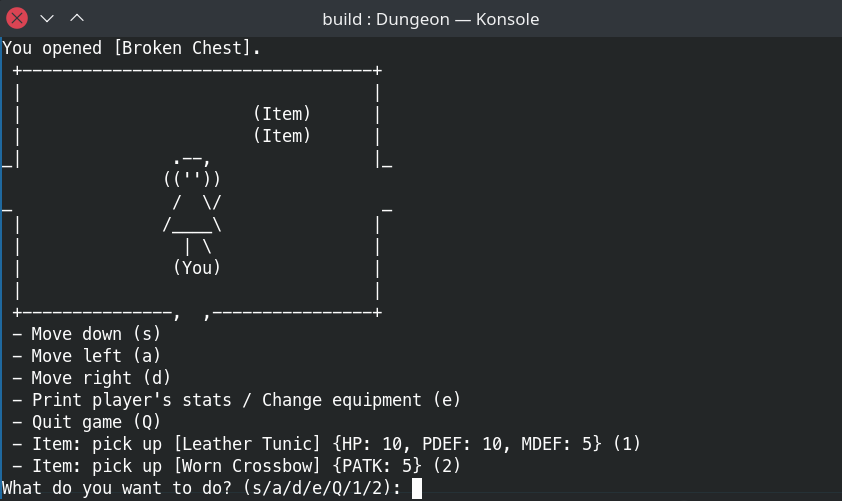 build : Dungeon — Konsole
You opened [Broken Chest].
(Item)
(Item)
(You)
- Move down (s)
- Move left (a)
- Move right (d)
- Print player's stats / Change equipment (e)
- Quit game (Q)
- Item: pick up [Leather Tunic] {HP: 10, PDEF: 10, MDEF: 5} (1)
- Item: pick up [Worn Crossbow] {PATK: 5} (2)
What do you want to do? (s/a/d/e/Q/1/2):